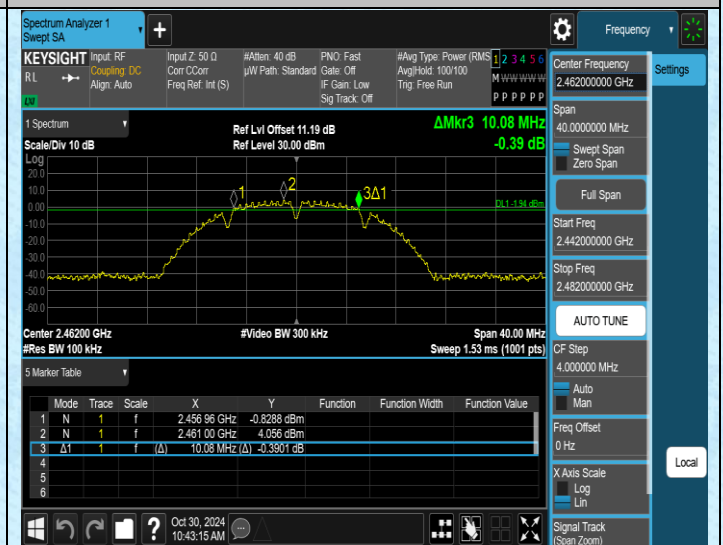 Spectrum Analyzer 1
Swept SA
+
Frequency
KEYSIGHT
R L
Input: RF
Coupling: DC
Align: Auto
Input Z: 50 Ω
Corr CCorr
Freq Ref: Int (S)
#Atten: 40 dB
µW Path: Standard
PNO: Fast
Gate: Off
IF Gain: Low
Sig Track: Off
#Avg Type: Power (RMS
Avg|Hold: 100/100
Trig: Free Run
1 2 3 4 5 6
M W W W W W
P P P P P P
LXI
1 Spectrum
Scale/Div 10 dB
Ref Lvl Offset 11.19 dB
Ref Level 30.00 dBm
ΔMkr3 10.08 MHz
-0.39 dB
Log
20.0
10.0
0.00
-10.0
-20.0
-30.0
-40.0
-50.0
-60.0
1
2
3Δ1
DL1 -1.94 dBm
Center 2.46200 GHz
#Res BW 100 kHz
#Video BW 300 kHz
Span 40.00 MHz
Sweep 1.53 ms (1001 pts)
5 Marker Table
Mode Trace Scale X Y Function Function Width Function Value
1 N 1 f 2.456 96 GHz -0.8288 dBm
2 N 1 f 2.461 00 GHz 4.056 dBm
3 Δ1 1 f (Δ) 10.08 MHz (Δ) -0.3901 dB
4
5
6
?
Oct 30, 2024
10:43:15 AM
Center Frequency
2.462000000 GHz
Span
40.0000000 MHz
Swept Span
Zero Span
Full Span
Start Freq
2.442000000 GHz
Stop Freq
2.482000000 GHz
AUTO TUNE
CF Step
4.000000 MHz
Auto
Man
Freq Offset
0 Hz
X Axis Scale
Log
Lin
Signal Track
(Span Zoom)
Settings
Local